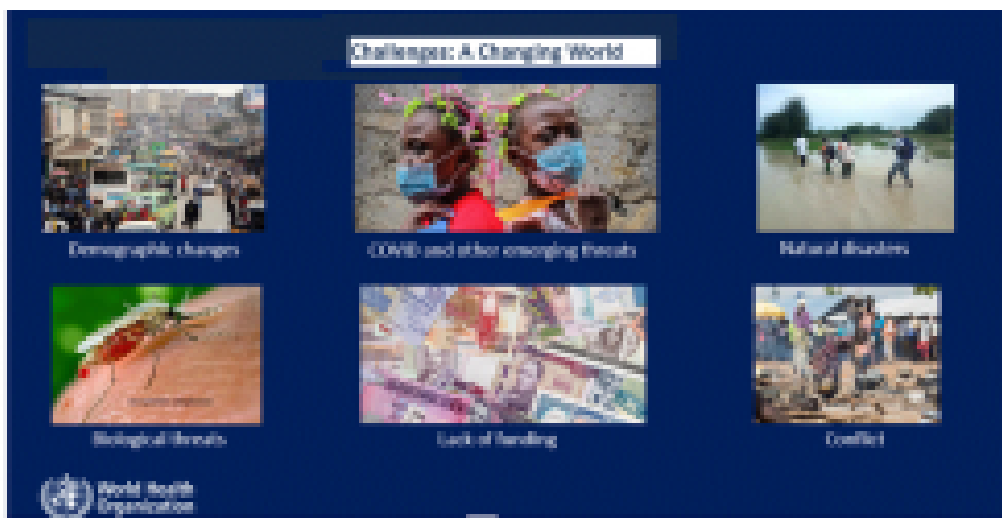 Challenges: A Changing World
Demographic changes
COVID and other emerging threats
Natural disasters
Biological threats
Lack of funding
Conflict
World Health
Organization